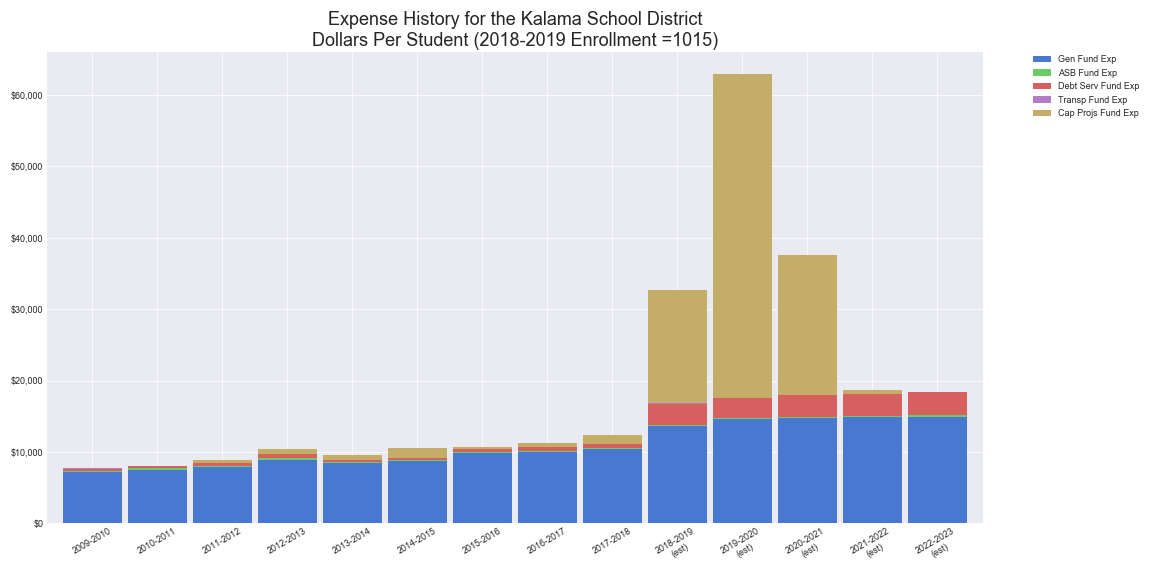 Expense History for the Kalama School District
Dollars Per Student (2018-2019 Enrollment =1015)
Gen Fund Exp
ASB Fund Exp
Debt Serv Fund Exp
Transp Fund Exp
Cap Projs Fund Exp
$60,000
$50,000
$40,000
$30,000
$20,000
$10,000
$0
2009-2010
2010-2011
2011-2012
2012-2013
2013-2014
2014-2015
2015-2016
2016-2017
2017-2018
2018-2019
(est)
2019-2020
(est)
2020-2021
(est)
2021-2022
(est)
2022-2023
(est)